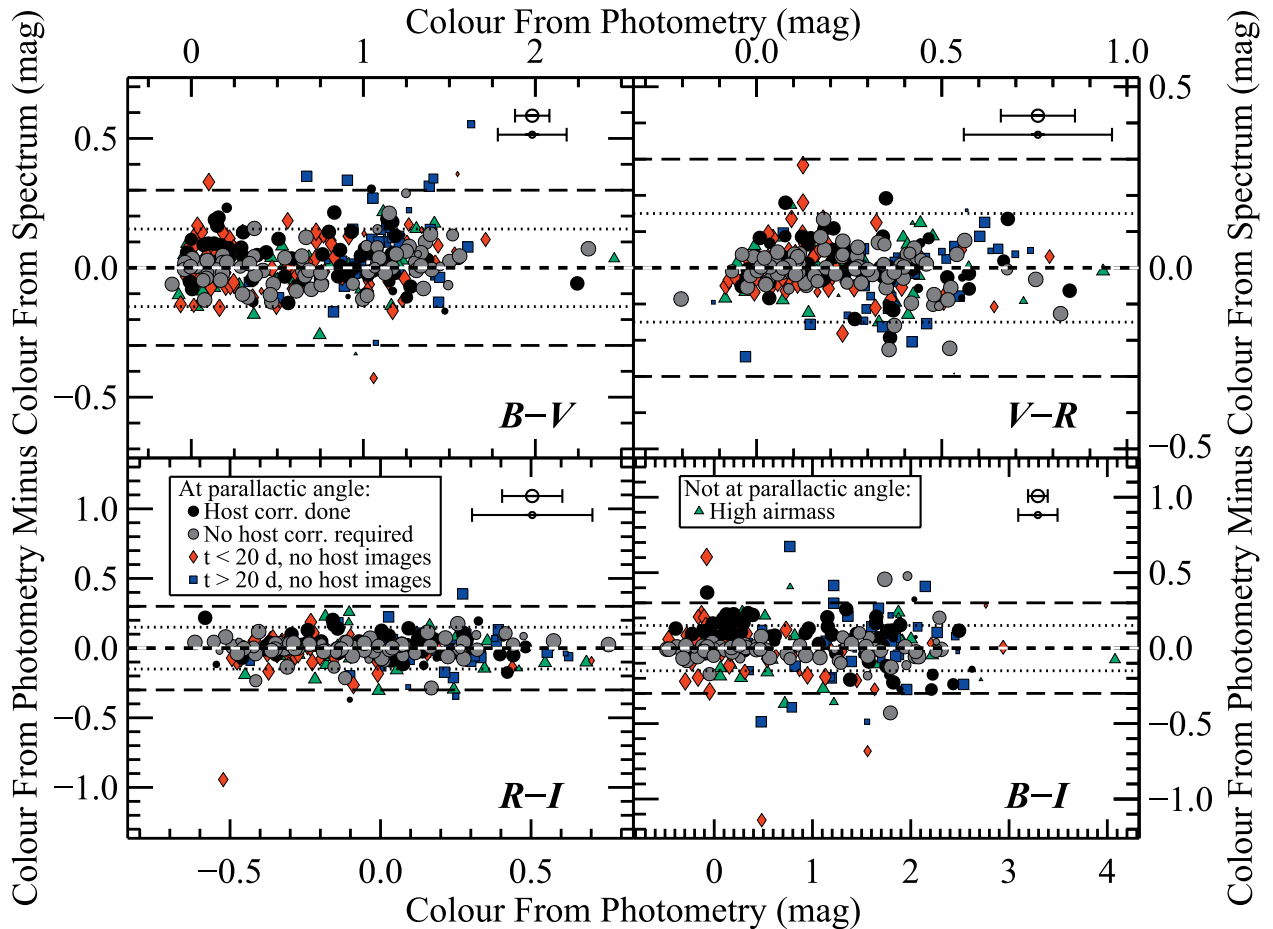 Colour From Photometry (mag)
0 1 2 0.0 0.5 1.0
Colour From Photometry Minus Colour From Spectrum (mag)
0.5
0.0
−0.5
B−V
0.5
0.0
−0.5
V−R
1.0
0.5
0.0
−0.5
−1.0
At parallactic angle:
Host corr. done
No host corr. required
t < 20 d, no host images
t > 20 d, no host images
R−I
Not at parallactic angle:
High airmass
B−I
1.0
0.5
0.0
−0.5
−1.0
Colour From Photometry Minus Colour From Spectrum (mag)
−0.5 0.0 0.5 0 1 2 3 4
Colour From Photometry (mag)